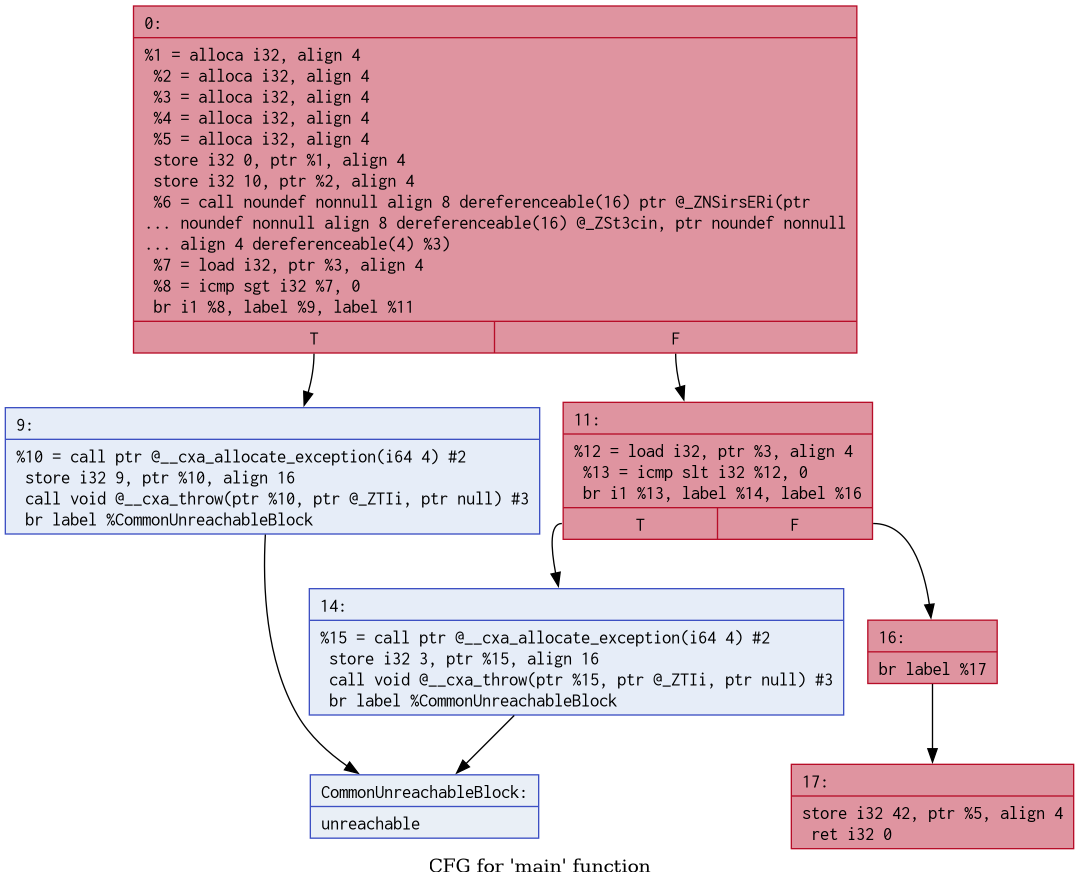 0:
%1 = alloca i32, align 4
%2 = alloca i32, align 4
%3 = alloca i32, align 4
%4 = alloca i32, align 4
%5 = alloca i32, align 4
store i32 0, ptr %1, align 4
store i32 10, ptr %2, align 4
%6 = call noundef nonnull align 8 dereferenceable(16) ptr @_ZNSirsERi(ptr
... noundef nonnull align 8 dereferenceable(16) @_ZSt3cin, ptr noundef nonnull
... align 4 dereferenceable(4) %3)
%7 = load i32, ptr %3, align 4
%8 = icmp sgt i32 %7, 0
br i1 %8, label %9, label %11
T
F
9:
%10 = call ptr @__cxa_allocate_exception(i64 4) #2
store i32 9, ptr %10, align 16
call void @__cxa_throw(ptr %10, ptr @_ZTIi, ptr null) #3
br label %CommonUnreachableBlock
11:
%12 = load i32, ptr %3, align 4
%13 = icmp slt i32 %12, 0
br i1 %13, label %14, label %16
T
F
14:
%15 = call ptr @__cxa_allocate_exception(i64 4) #2
store i32 3, ptr %15, align 16
call void @__cxa_throw(ptr %15, ptr @_ZTIi, ptr null) #3
br label %CommonUnreachableBlock
16:
br label %17
CommonUnreachableBlock:
unreachable
17:
store i32 42, ptr %5, align 4
ret i32 0
CFG for 'main' function